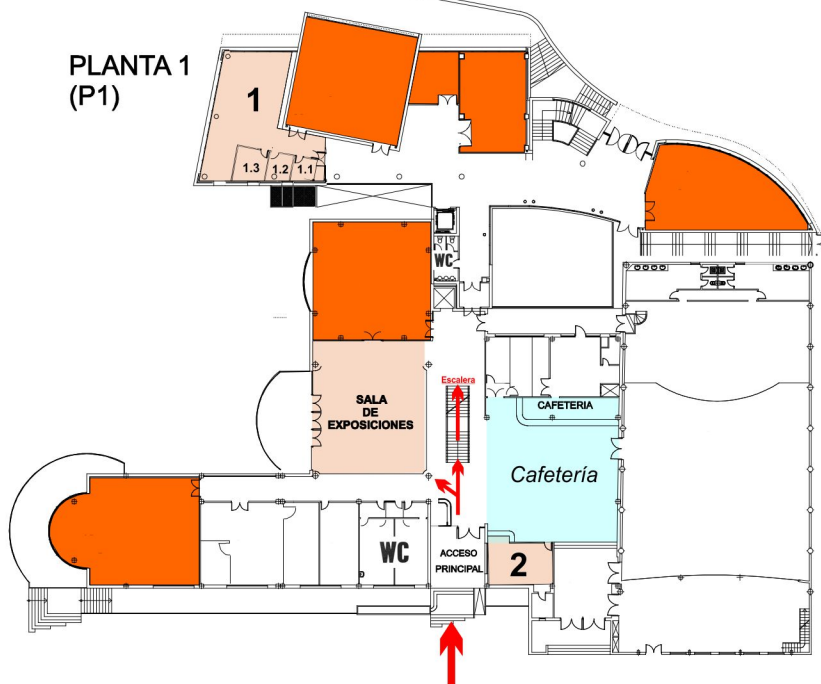 PLANTA 1
(P1)
1
1.3
1.2
1.1
WC
Escalera
SALA
DE
EXPOSICIONES
CAFETERIA
Cafetería
WC
ACCESO
PRINCIPAL
2